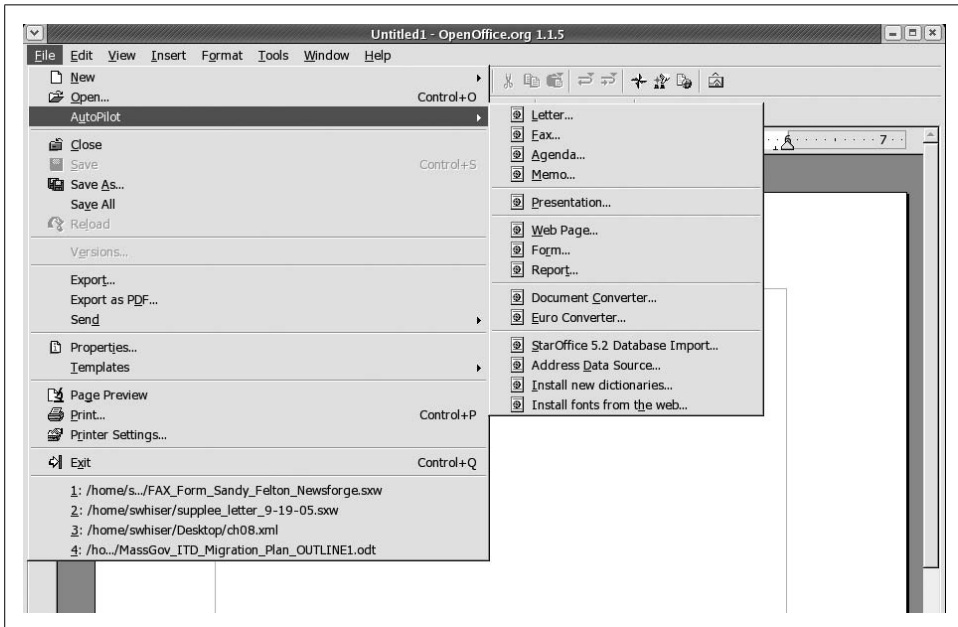 Untitled1 - OpenOffice.org 1.1.5
File Edit View Insert Format Tools Window Help
New
Open... Control+O
AutoPilot
Close
Save Control+S
Save As...
Save All
Reload
Versions...
Export...
Export as PDF...
Send
Properties...
Templates
Page Preview
Print... Control+P
Printer Settings...
Exit Control+Q
1: /home/s.../FAX_Form_Sandy_Felton_Newsforge.sxw
2: /home/swhiser/supplee_letter_9-19-05.sxw
3: /home/swhiser/Desktop/ch08.xml
4: /ho.../MassGov_ITD_Migration_Plan_OUTLINE1.odt
Letter...
Fax...
Agenda...
Memo...
Presentation...
Web Page...
Form...
Report...
Document Converter...
Euro Converter...
StarOffice 5.2 Database Import...
Address Data Source...
Install new dictionaries...
Install fonts from the web...
6 7